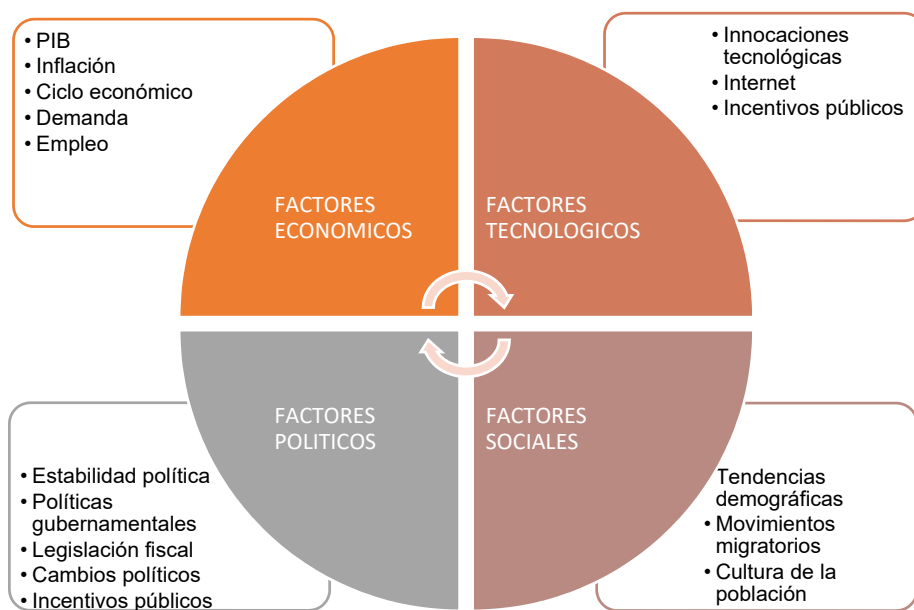 • PIB
• Inflación
• Ciclo económico
• Demanda
• Empleo
• Innocaciones
tecnológicas
• Internet
• Incentivos públicos
FACTORES
ECONOMICOS
FACTORES
TECNOLOGICOS
FACTORES
POLITICOS
FACTORES
SOCIALES
• Estabilidad política
• Políticas
gubernamentales
• Legislación fiscal
• Cambios políticos
• Incentivos públicos
Tendencias
demográficas
• Movimientos
migratorios
• Cultura de la
población